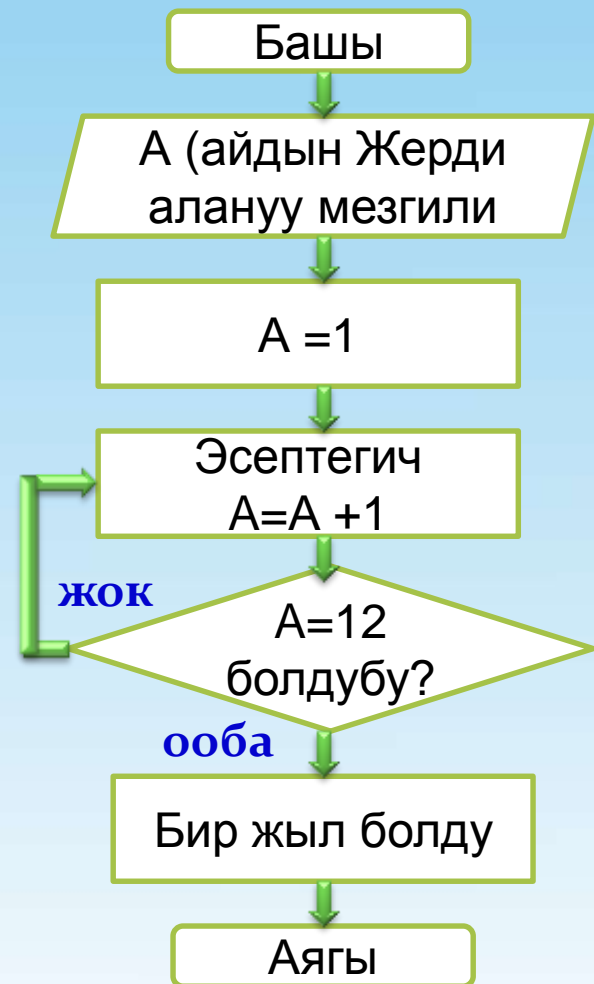 Башы
А (айдын Жерди
алануу мезгили
А =1
Эсептегич
А=А +1
жок
А=12
болдубу?
ооба
Бир жыл болду
Аягы